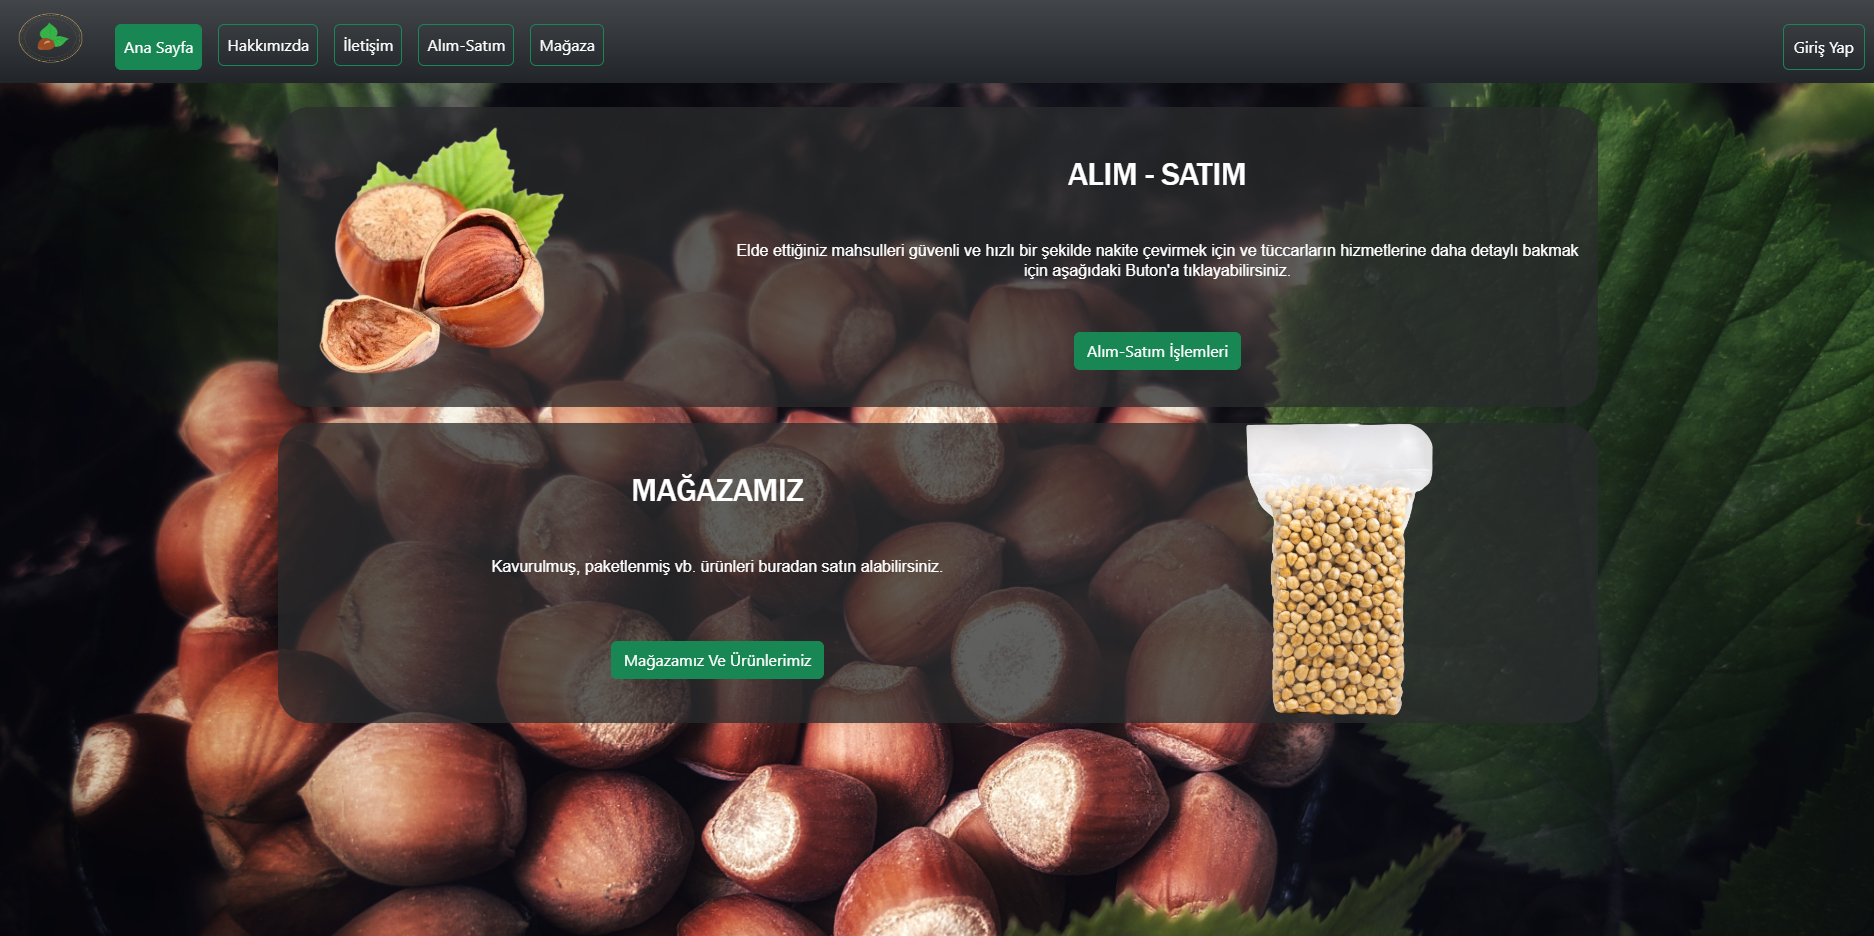 Ana Sayfa
Hakkımızda
İletişim
Alım-Satım
Mağaza
Giriş Yap
ALIM - SATIM
Elde ettiğiniz mahsulleri güvenli ve hızlı bir şekilde nakite çevirmek için ve tüccarların hizmetlerine daha detaylı bakmak
için aşağıdaki Buton'a tıklayabilirsiniz.
Alım-Satım İşlemleri
MAĞAZAMIZ
Kavurulmuş, paketlenmiş vb. ürünleri buradan satın alabilirsiniz.
Mağazamız Ve Ürünlerimiz